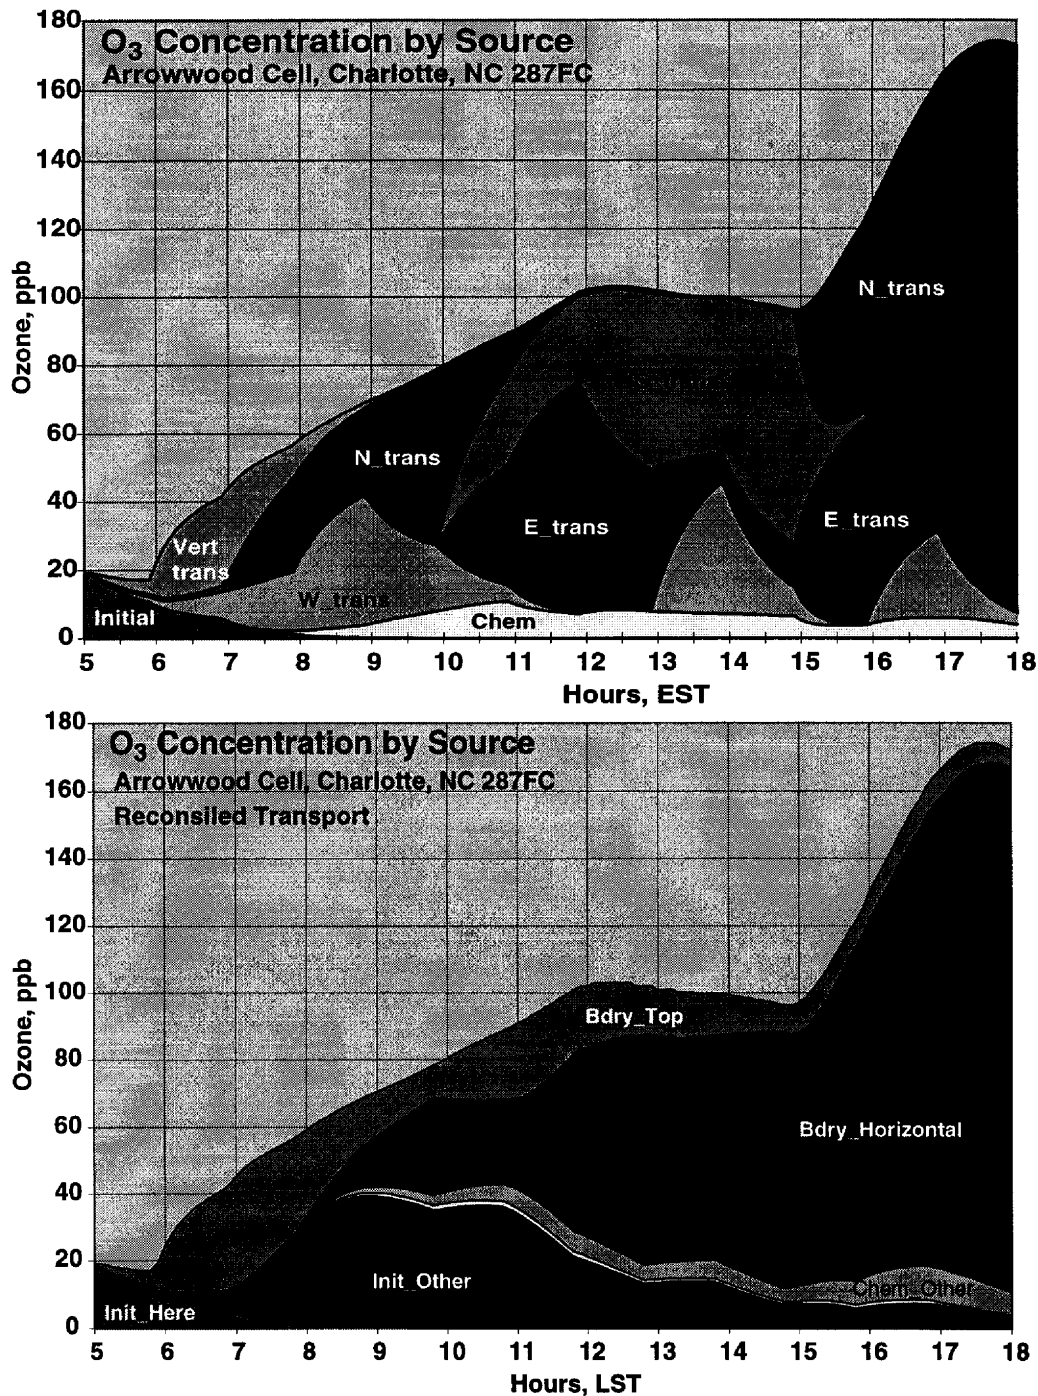 O3 Concentration by Source
Arrowwood Cell, Charlotte, NC 287FC
180
160
140
120
100
80
60
40
20
0
Ozone, ppb
N_trans
N_trans
E_trans
E_trans
Vert
trans
W_trans
Initial
Chem
5 6 7 8 9 10 11 12 13 14 15 16 17 18
Hours, EST
O3 Concentration by Source
Arrowwood Cell, Charlotte, NC 287FC
Reconsiled Transport
180
160
140
120
100
80
60
40
20
0
Ozone, ppb
Bdry_Top
Bdry_Horizontal
Init_Other
Chem_Other
Init_Here
5 6 7 8 9 10 11 12 13 14 15 16 17 18
Hours, LST